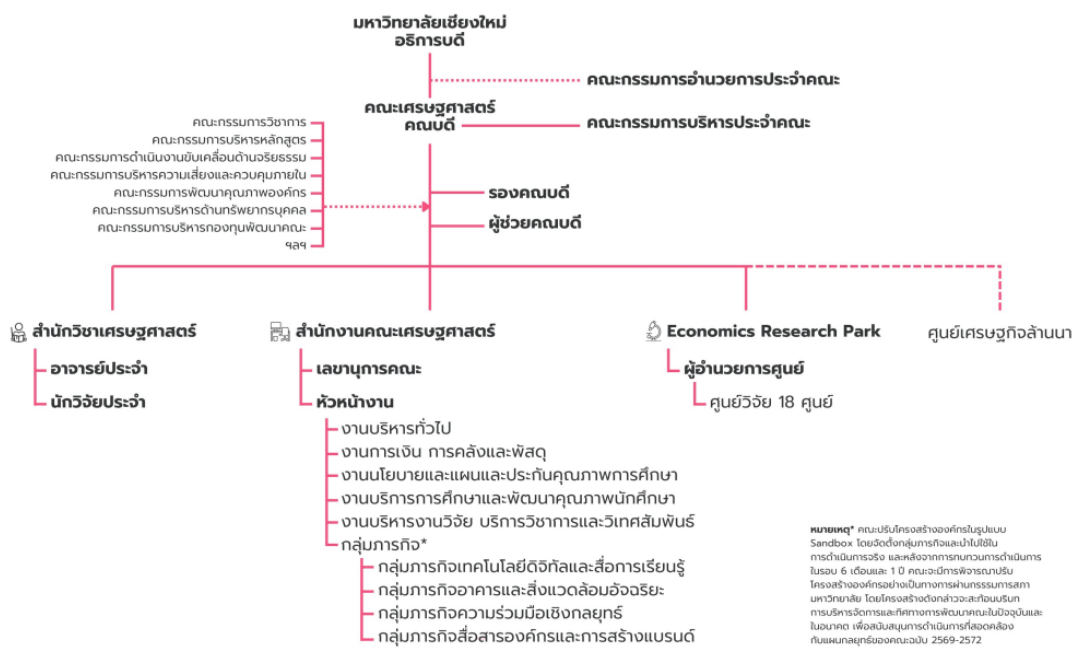 มหาวิทยาลัยเชียงใหม่
อธิการบดี
คณะกรรมการอำนวยการประจำคณะ
คณะเศรษฐศาสตร์
คณบดี
คณะกรรมการบริหารประจำคณะ
คณะกรรมการวิชาการ
คณะกรรมการบริหารหลักสูตร
คณะกรรมการดำเนินงานขับเคลื่อนด้านจริยธรรม
คณะกรรมการบริหารความเสี่ยงและควบคุมภายใน
คณะกรรมการพัฒนาคุณภาพองค์กร
คณะกรรมการบริหารด้านทรัพยากรบุคคล
คณะกรรมการบริหารกองทุนพัฒนาคณะ
ฯลฯ
รองคณบดี
ผู้ช่วยคณบดี
สำนักวิชาเศรษฐศาสตร์
อาจารย์ประจำ
นักวิจัยประจำ
สำนักงานคณะเศรษฐศาสตร์
เลขานุการคณะ
หัวหน้างาน
งานบริหารทั่วไป
งานการเงิน การคลังและพัสดุ
งานนโยบายและแผนและประกันคุณภาพการศึกษา
งานบริการการศึกษาและพัฒนาคุณภาพนักศึกษา
งานบริหารงานวิจัย บริการวิชาการและวิเทศสัมพันธ์
กลุ่มภารกิจ*
กลุ่มภารกิจเทคโนโลยีดิจิทัลและสื่อการเรียนรู้
กลุ่มภารกิจอาคารและสิ่งแวดล้อมอัจฉริยะ
กลุ่มภารกิจความร่วมมือเชิงกลยุทธ์
กลุ่มภารกิจสื่อสารองค์กรและการสร้างแบรนด์
Economics Research Park
ผู้อำนวยการศูนย์
ศูนย์วิจัย 18 ศูนย์
ศูนย์เศรษฐกิจล้านนา
หมายเหตุ* คณะปรับโครงสร้างองค์กรในรูปแบบ
Sandbox โดยจัดตั้งกลุ่มภารกิจและนำไปใช้ใน
การดำเนินการจริง และหลังจากการทบทวนการดำเนินการ
ในรอบ 6 เดือนและ 1 ปี คณะจะมีการพิจารณาปรับ
โครงสร้างองค์กรอย่างเป็นทางการผ่านกรรมการสภา
มหาวิทยาลัย โดยโครงสร้างดังกล่าวจะสะท้อนบริบท
การบริหารจัดการและทิศทางการพัฒนาคณะในปัจจุบันและ
ในอนาคต เพื่อสนับสนุนการดำเนินการที่สอดคล้อง
กับแผนกลยุทธ์ของคณะฉบับ 2569-2572